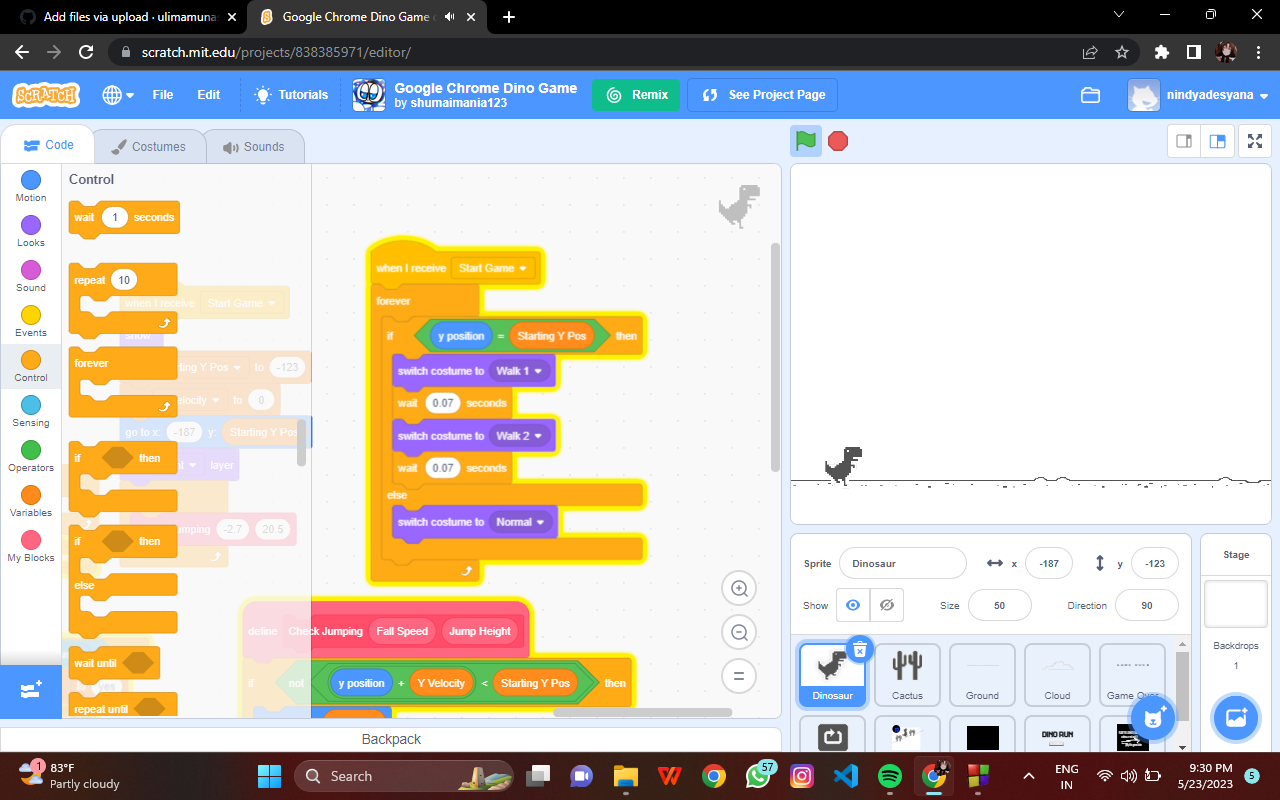 Add files via upload · ulimamuna
Google Chrome Dino Game
scratch.mit.edu/projects/838385971/editor/
SCRATCH
File
Edit
Tutorials
Google Chrome Dino Game
by shumaimania123
Remix
See Project Page
nindyadesyana
Code
Costumes
Sounds
Motion
Looks
Sound
Events
Control
Sensing
Operators
Variables
My Blocks
Control
wait 1 seconds
repeat 10
forever
if then
if then
else
wait until
repeat until
when I receive Start Game
show
ting Y Pos to -123
elocity to 0
go to x: -187 y: Starting Y Pos
layer
umping -2.7 20.5
when I receive Start Game
forever
if y position = Starting Y Pos then
switch costume to Walk 1
wait 0.07 seconds
switch costume to Walk 2
wait 0.07 seconds
else
switch costume to Normal
define Check Jumping Fall Speed Jump Height
if not y position + Y Velocity < Starting Y Pos then
Backpack
Sprite Dinosaur x -187 y -123
Show Size 50 Direction 90
Dinosaur
Cactus
Ground
Cloud
Game Over
DINO RUN
Stage
Backdrops
1
1
83°F
Partly cloudy
Search
57
ENG
IN
9:30 PM
5/23/2023
5